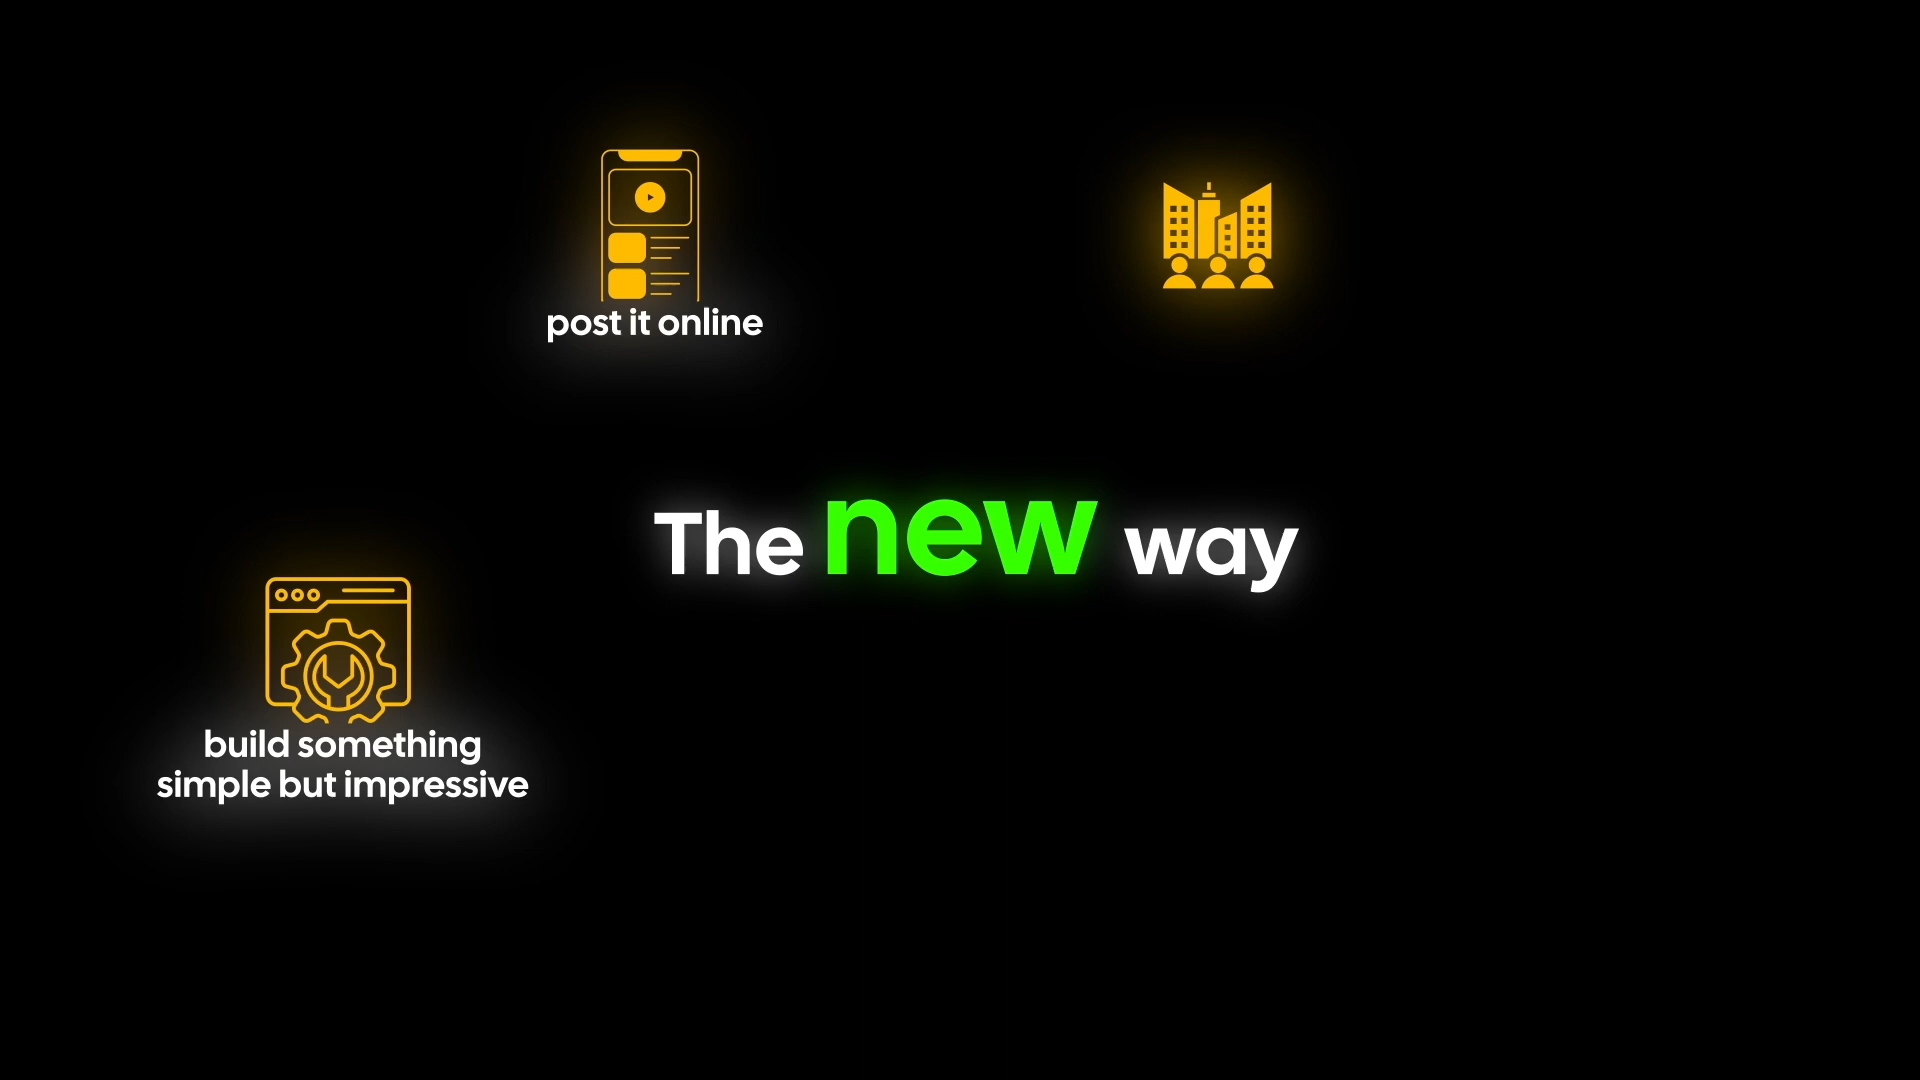 post it online
The new way
build something
simple but impressive